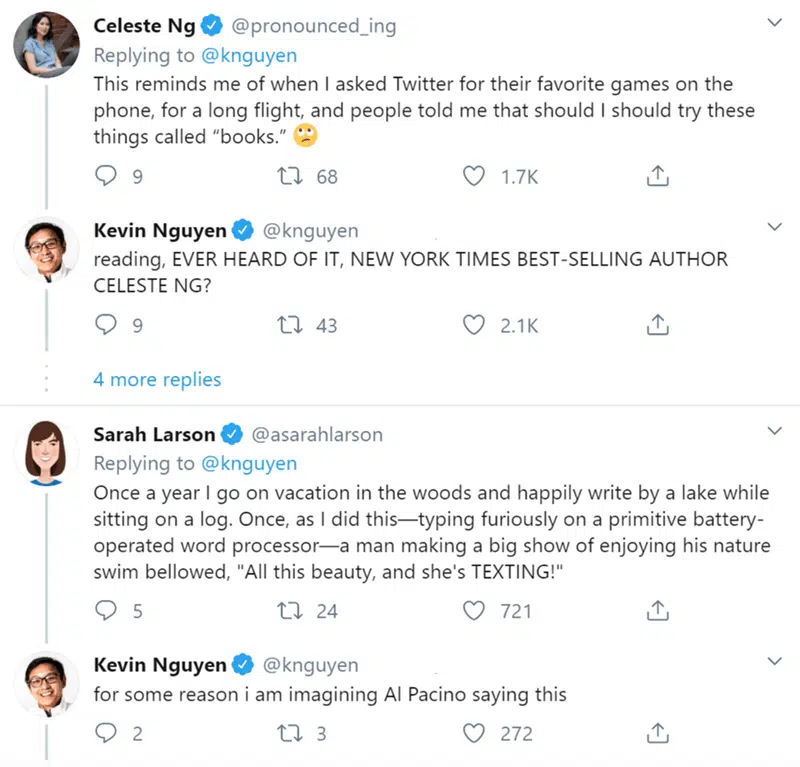 Celeste Ng @pronounced_ing
Replying to @knguyen
This reminds me of when I asked Twitter for their favorite games on the
phone, for a long flight, and people told me that should I should try these
things called “books.” 🙄
9 68 1.7K
Kevin Nguyen @knguyen
reading, EVER HEARD OF IT, NEW YORK TIMES BEST-SELLING AUTHOR
CELESTE NG?
9 43 2.1K
4 more replies
Sarah Larson @asarahlarson
Replying to @knguyen
Once a year I go on vacation in the woods and happily write by a lake while
sitting on a log. Once, as I did this—typing furiously on a primitive battery-
operated word processor—a man making a big show of enjoying his nature
swim bellowed, "All this beauty, and she's TEXTING!"
5 24 721
Kevin Nguyen @knguyen
for some reason i am imagining Al Pacino saying this
2 3 272